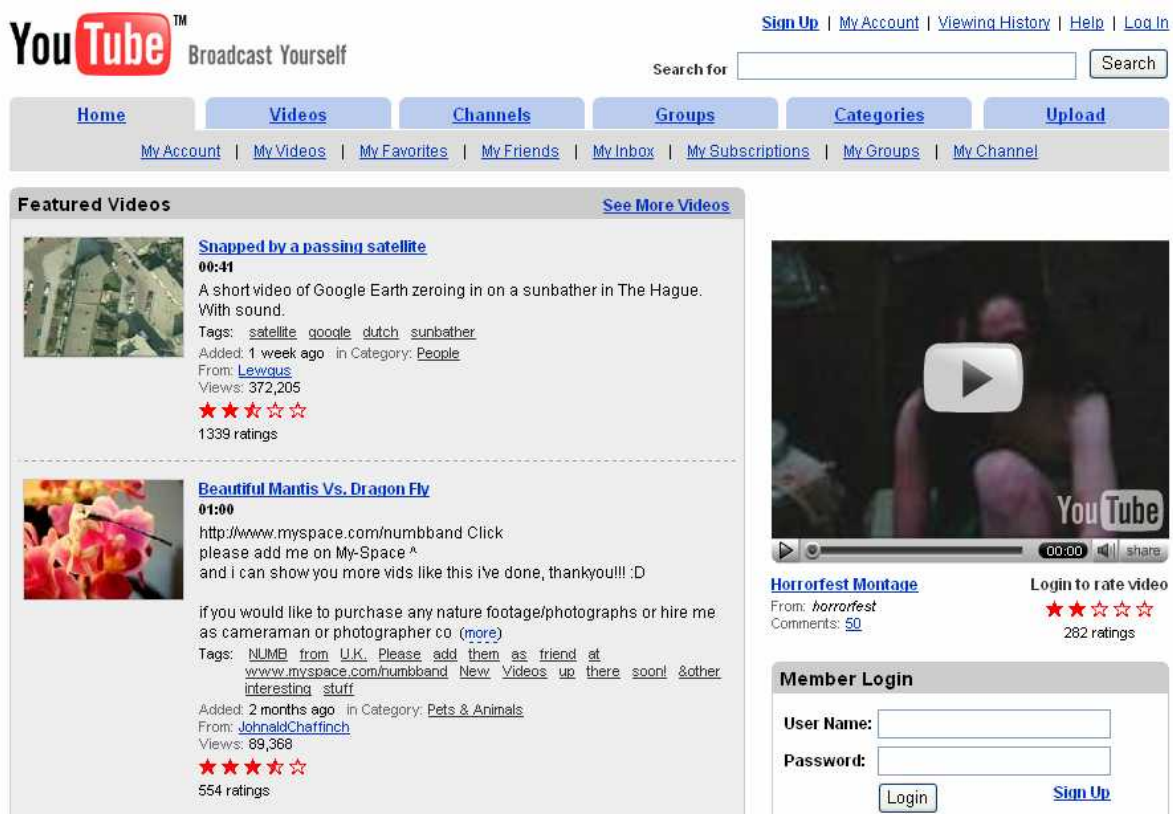 YouTube™
Broadcast Yourself
Sign Up | My Account | Viewing History | Help | Log In
Search for
Search
Home
Videos
Channels
Groups
Categories
Upload
My Account | My Videos | My Favorites | My Friends | My Inbox | My Subscriptions | My Groups | My Channel
Featured Videos
See More Videos
Snapped by a passing satellite
00:41
A short video of Google Earth zeroing in on a sunbather in The Hague.
With sound.
Tags: satellite google dutch sunbather
Added: 1 week ago in Category: People
From: Lewgus
Views: 372,205
1339 ratings
Beautiful Mantis Vs. Dragon Fly
01:00
http://www.myspace.com/numbband Click
please add me on My-Space ^
and i can show you more vids like this i've done, thankyou!!! :D
if you would like to purchase any nature footage/photographs or hire me
as cameraman or photographer co (more)
Tags: NUMB from U.K. Please add them as friend at
www.myspace.com/numbband New Videos up there soon! &other
interesting stuff
Added: 2 months ago in Category: Pets & Animals
From: JohnaldChaffinch
Views: 89,368
554 ratings
YouTube
00:00
share
Horrorfest Montage
Login to rate video
From: horrorfest
Comments: 50
282 ratings
Member Login
User Name:
Password:
Login
Sign Up